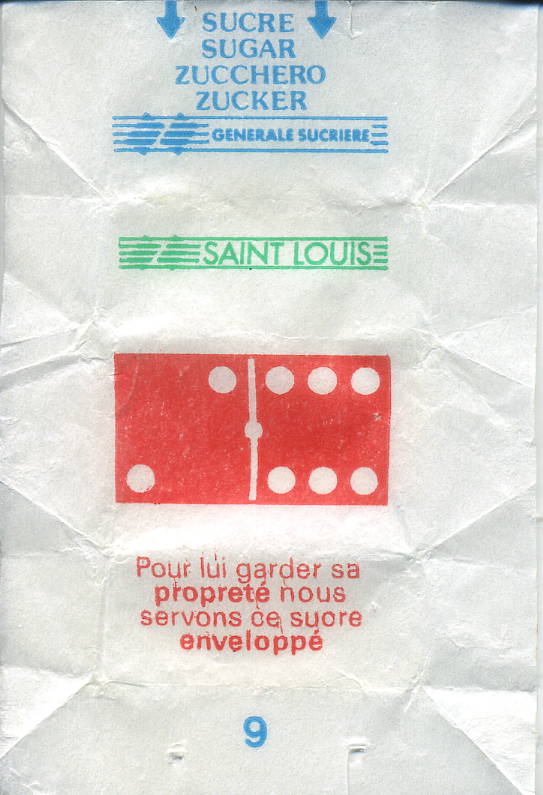 SUCRE
SUGAR
ZUCCHERO
ZUCKER
GENERALE SUCRIERE
SAINT LOUIS
Pour lui garder sa
propreté nous
servons ce sucre
enveloppé
9